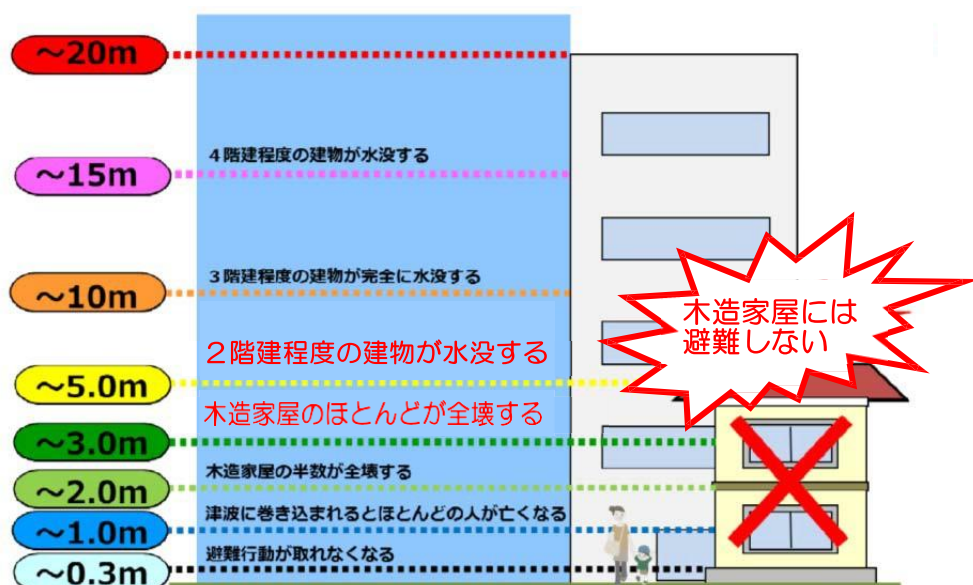 ～20m
４階建程度の建物が水没する
～15m
３階建程度の建物が完全に水没する
～10m
木造家屋には
避難しない
２階建程度の建物が水没する
～5.0m
木造家屋のほとんどが全壊する
～3.0m
木造家屋の半数が全壊する
～2.0m
津波に巻き込まれるとほとんどの人が亡くなる
～1.0m
避難行動が取れなくなる
～0.3m